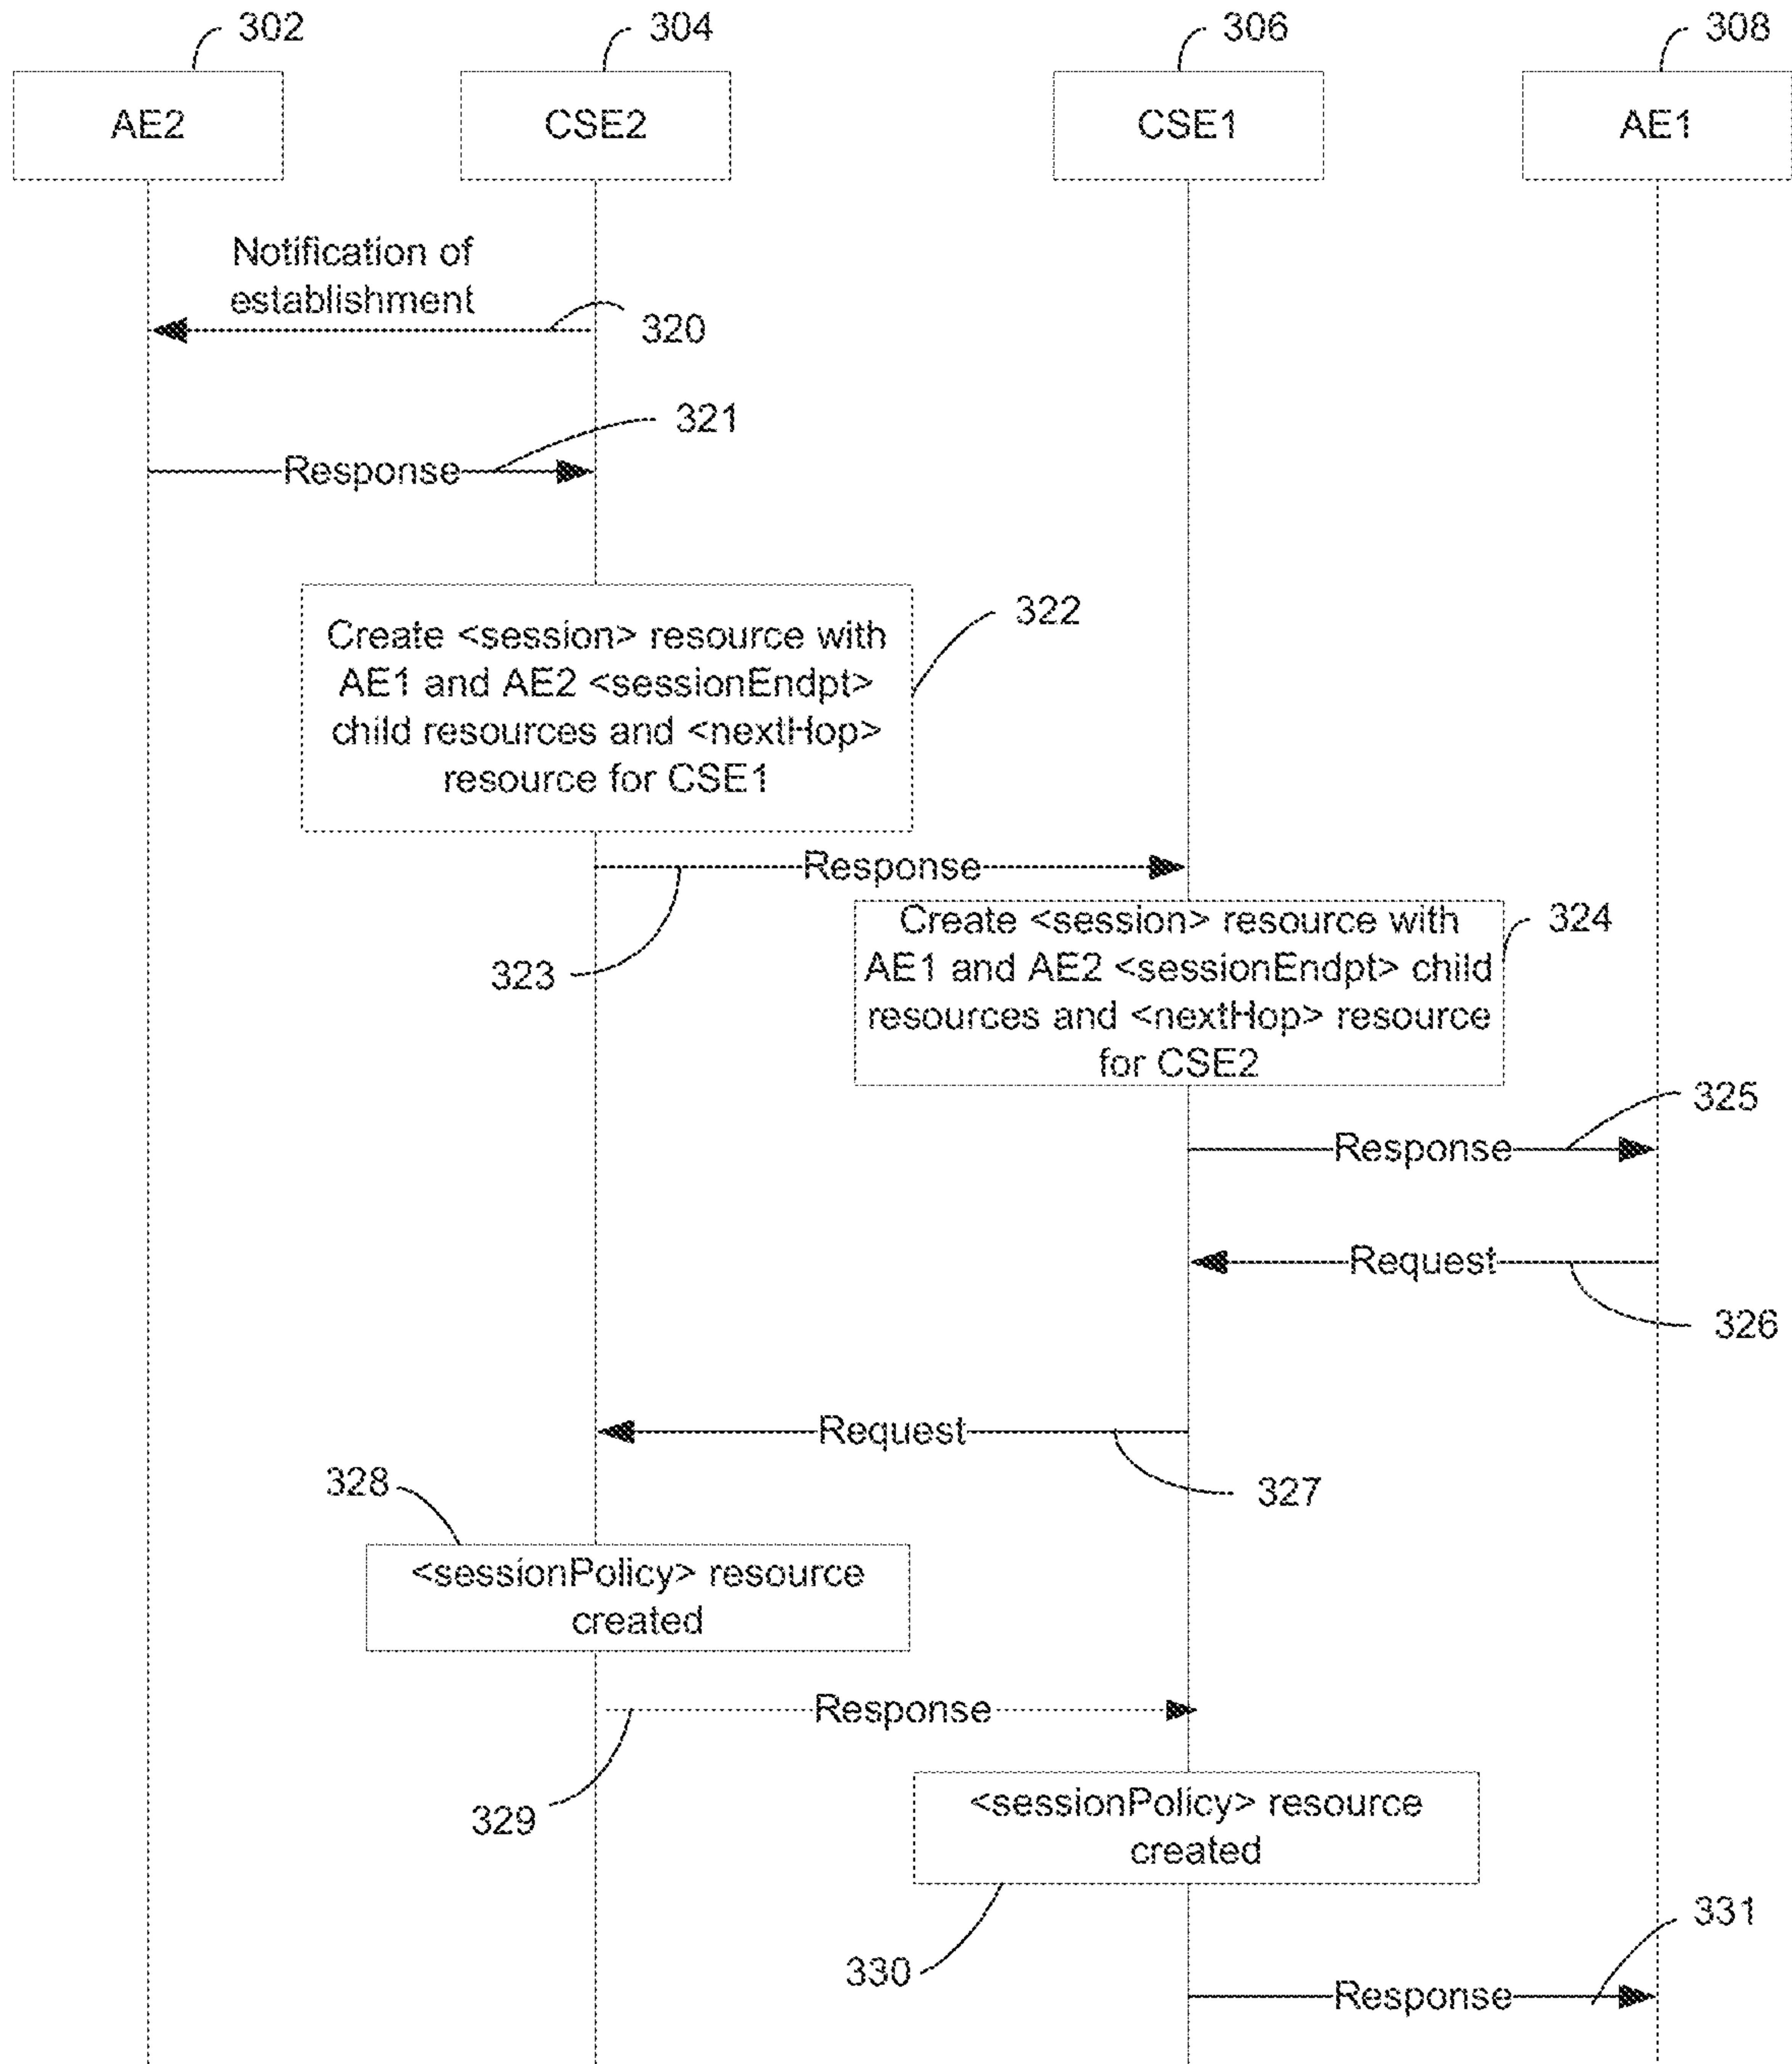 302
304
306
308
AE2
CSE2
CSE1
AE1
Notification of
establishment
320
321
Response
322
Create <session> resource with
AE1 and AE2 <sessionEndpt>
child resources and <nextHop>
resource for CSE1
Response
323
324
Create <session> resource with
AE1 and AE2 <sessionEndpt> child
resources and <nextHop> resource
for CSE2
325
Response
Request
326
Request
327
328
<sessionPolicy> resource
created
Response
329
<sessionPolicy> resource
created
330
331
Response